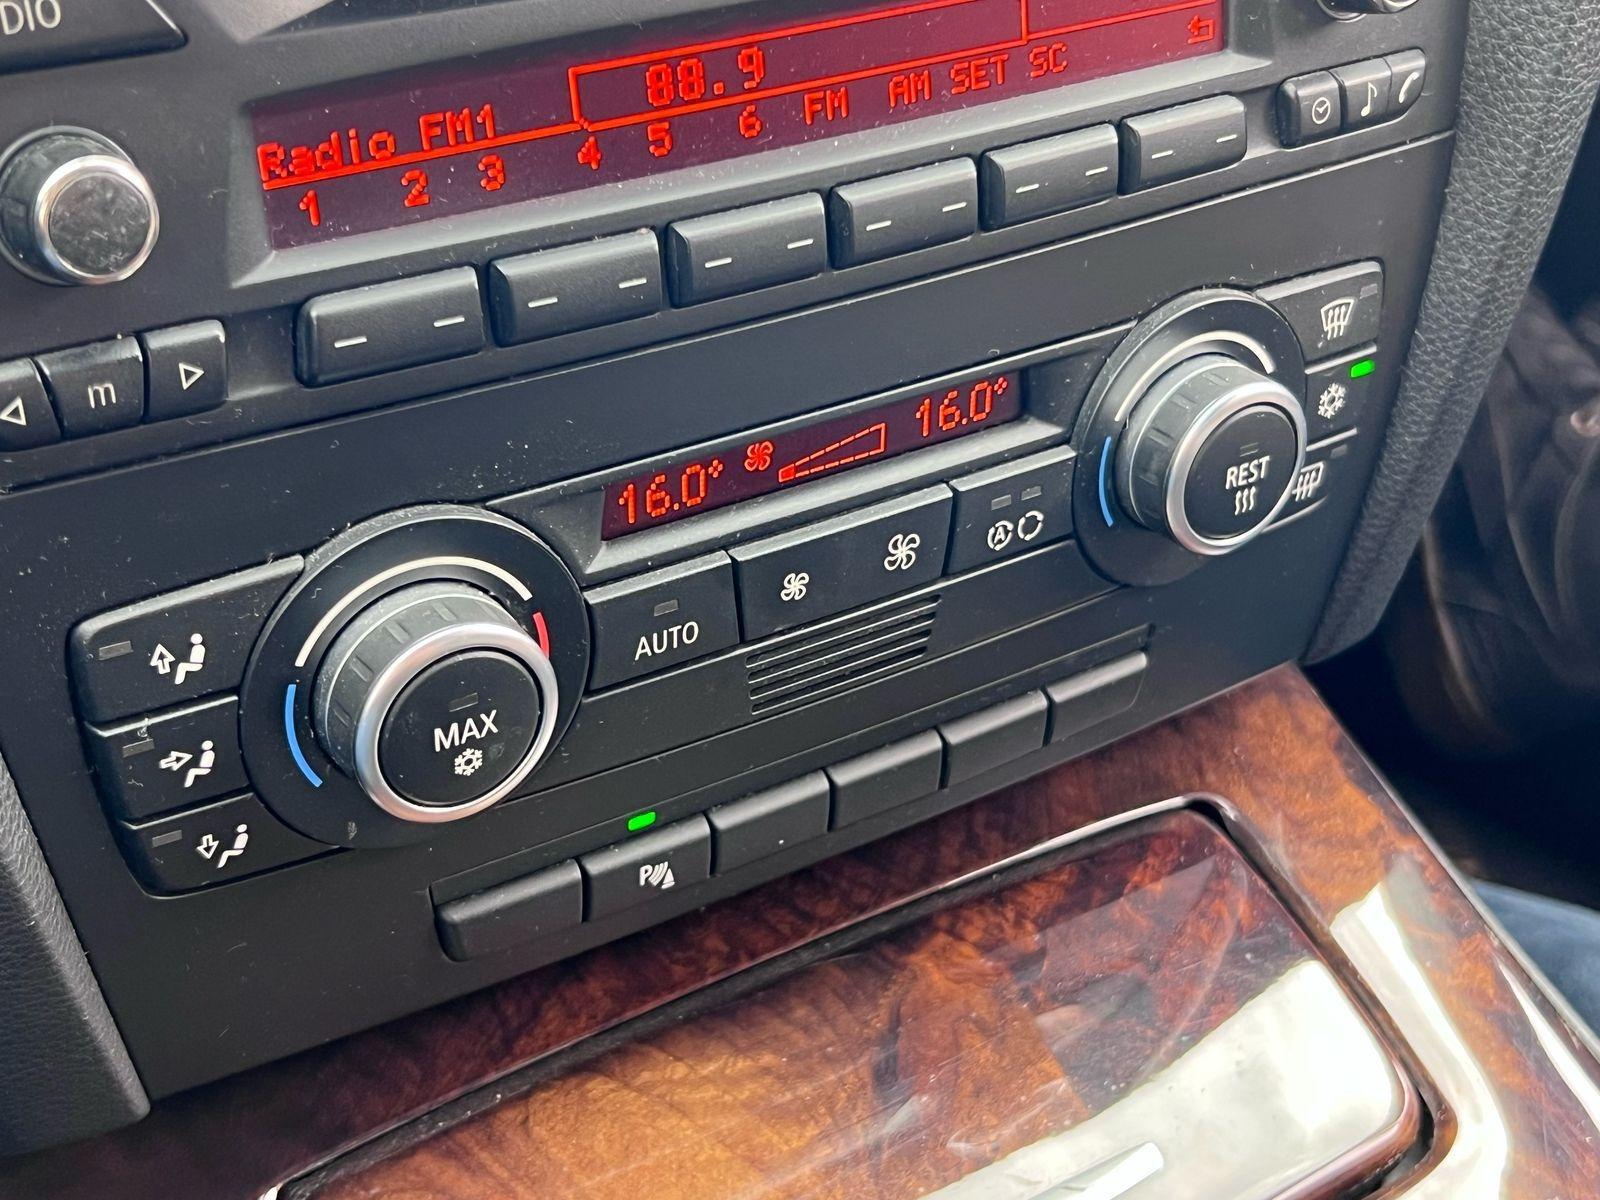 DIO
88.9
Radio FM1
1 2 3 4 5 6 FM AM SET SC
m
16.0° 16.0°
REST
A
AUTO
MAX
P